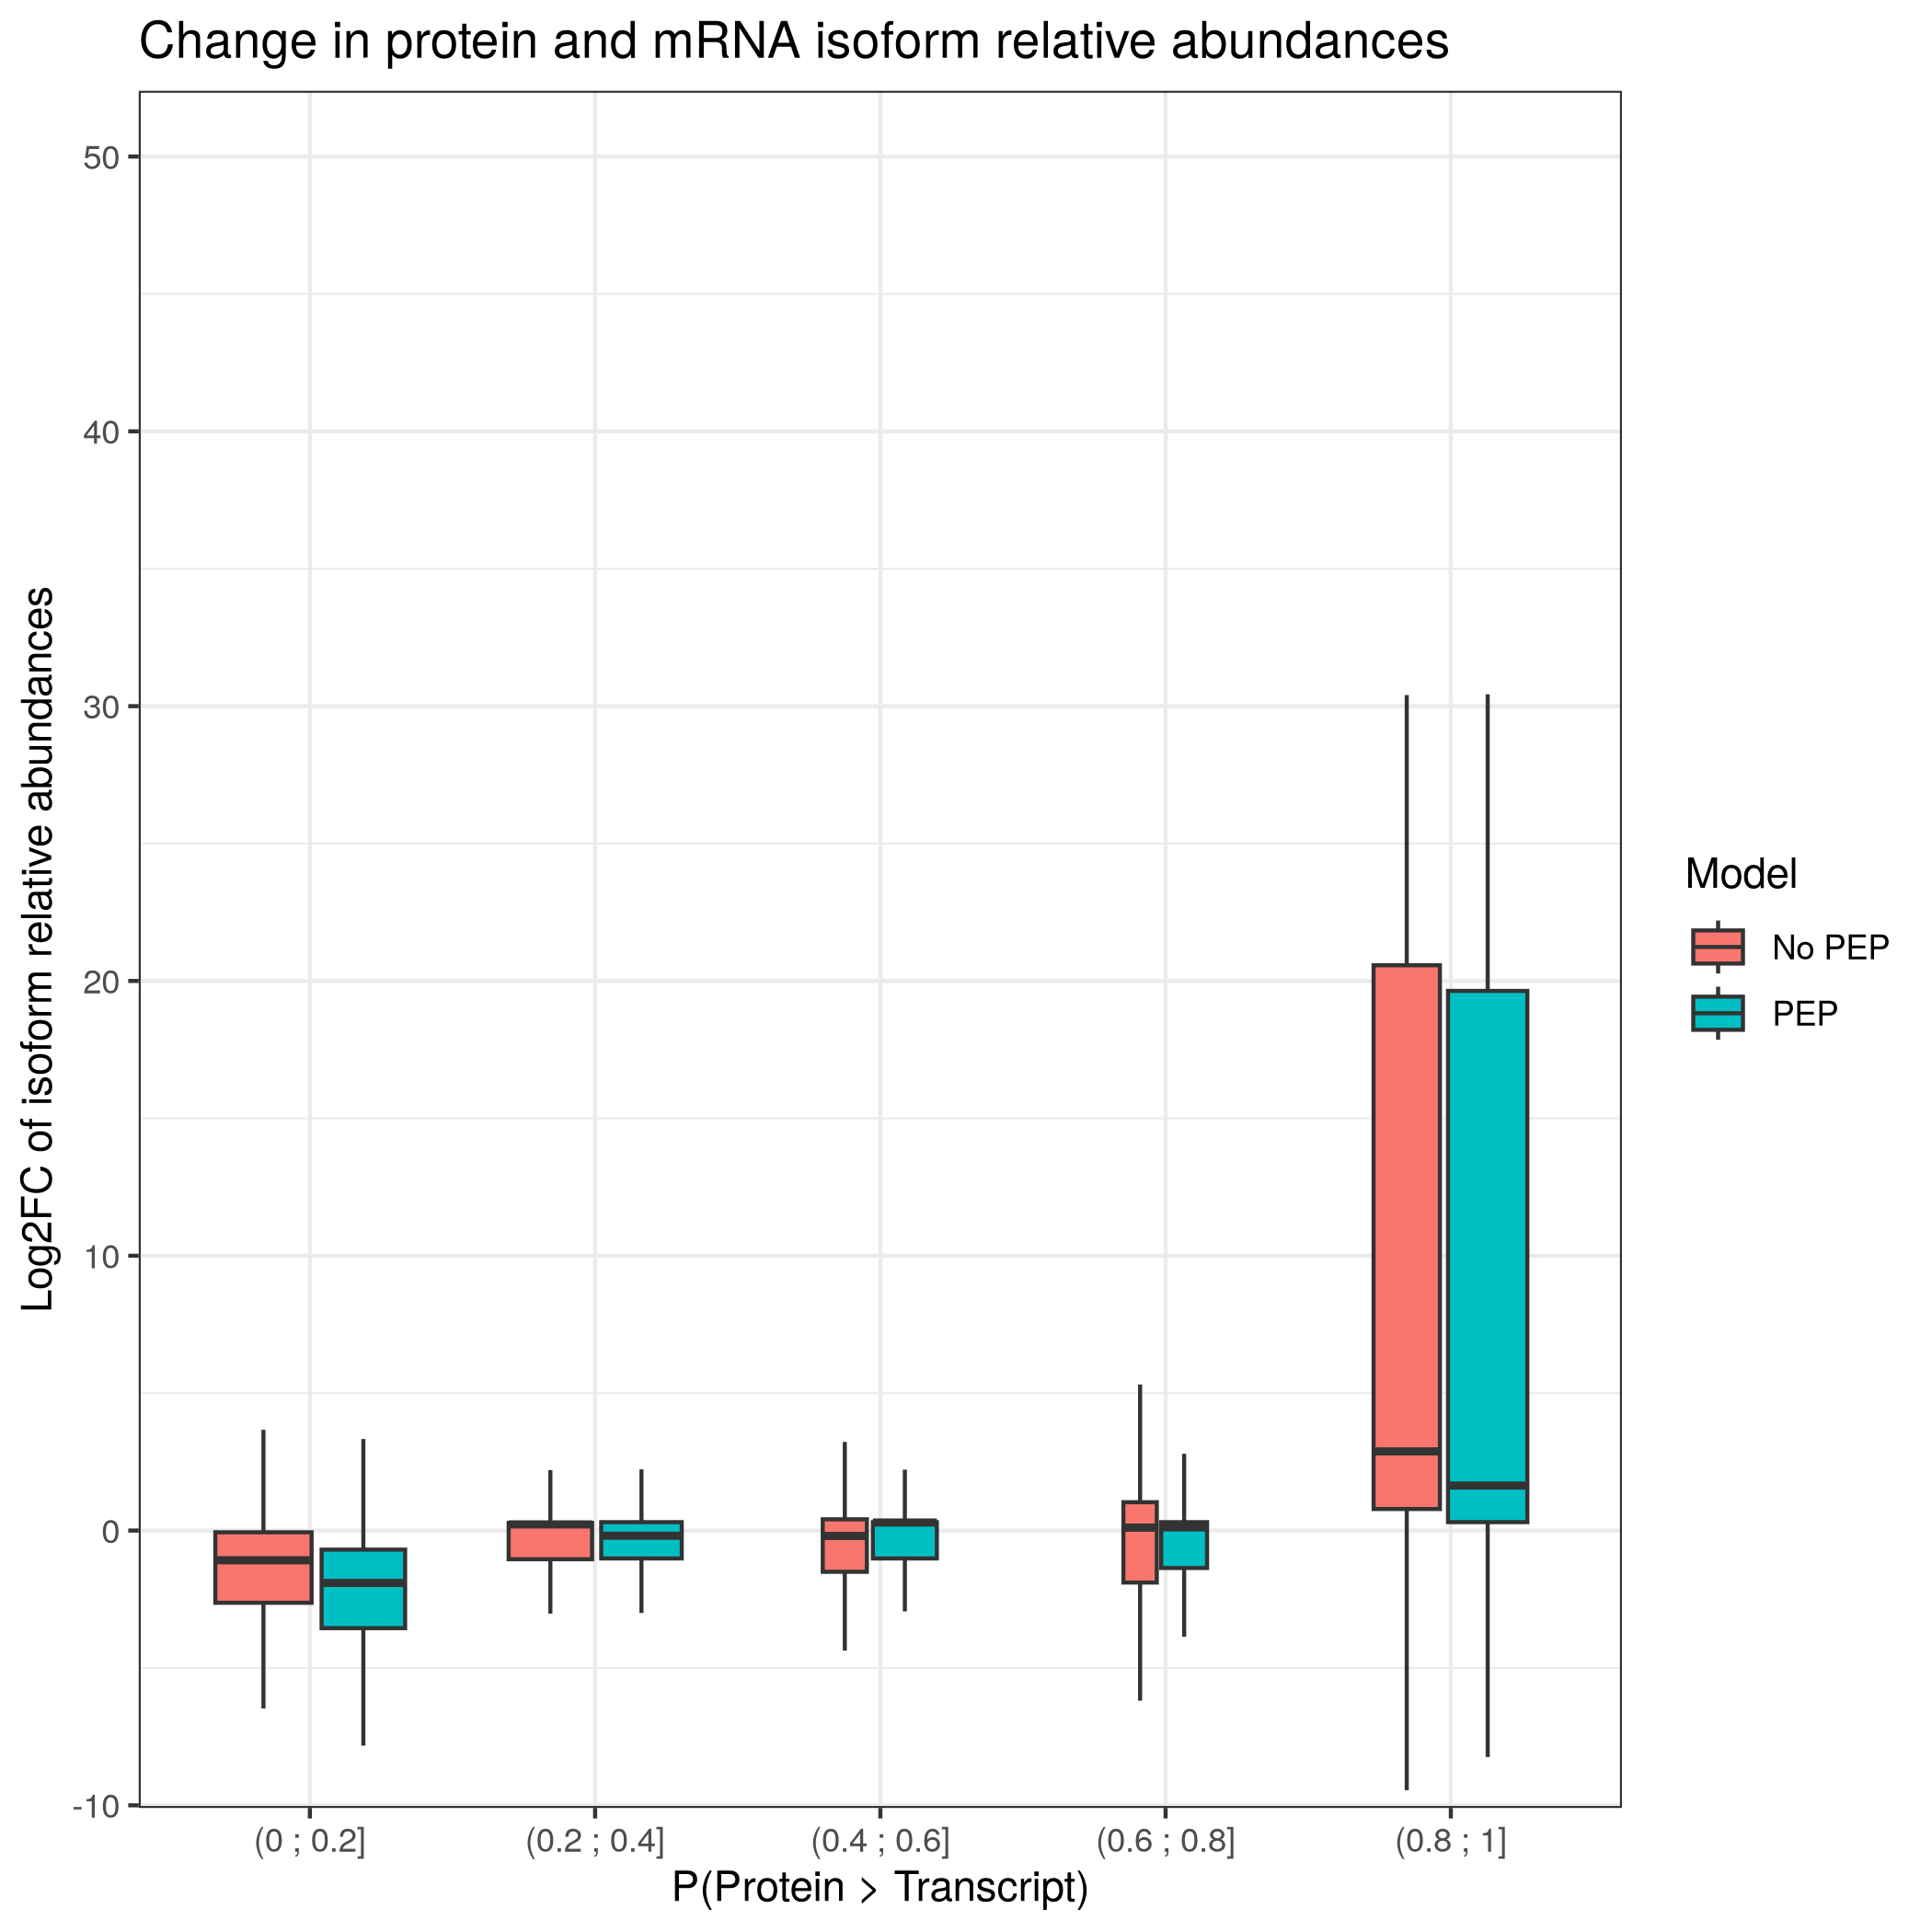 Change in protein and mRNA isoform relative abundances
Log2FC of isoform relative abundances
50
40
30
20
10
0
-10
(0 ; 0.2]
(0.2 ; 0.4]
(0.4 ; 0.6]
(0.6 ; 0.8]
(0.8 ; 1]
P(Protein > Transcript)
Model
No PEP
PEP